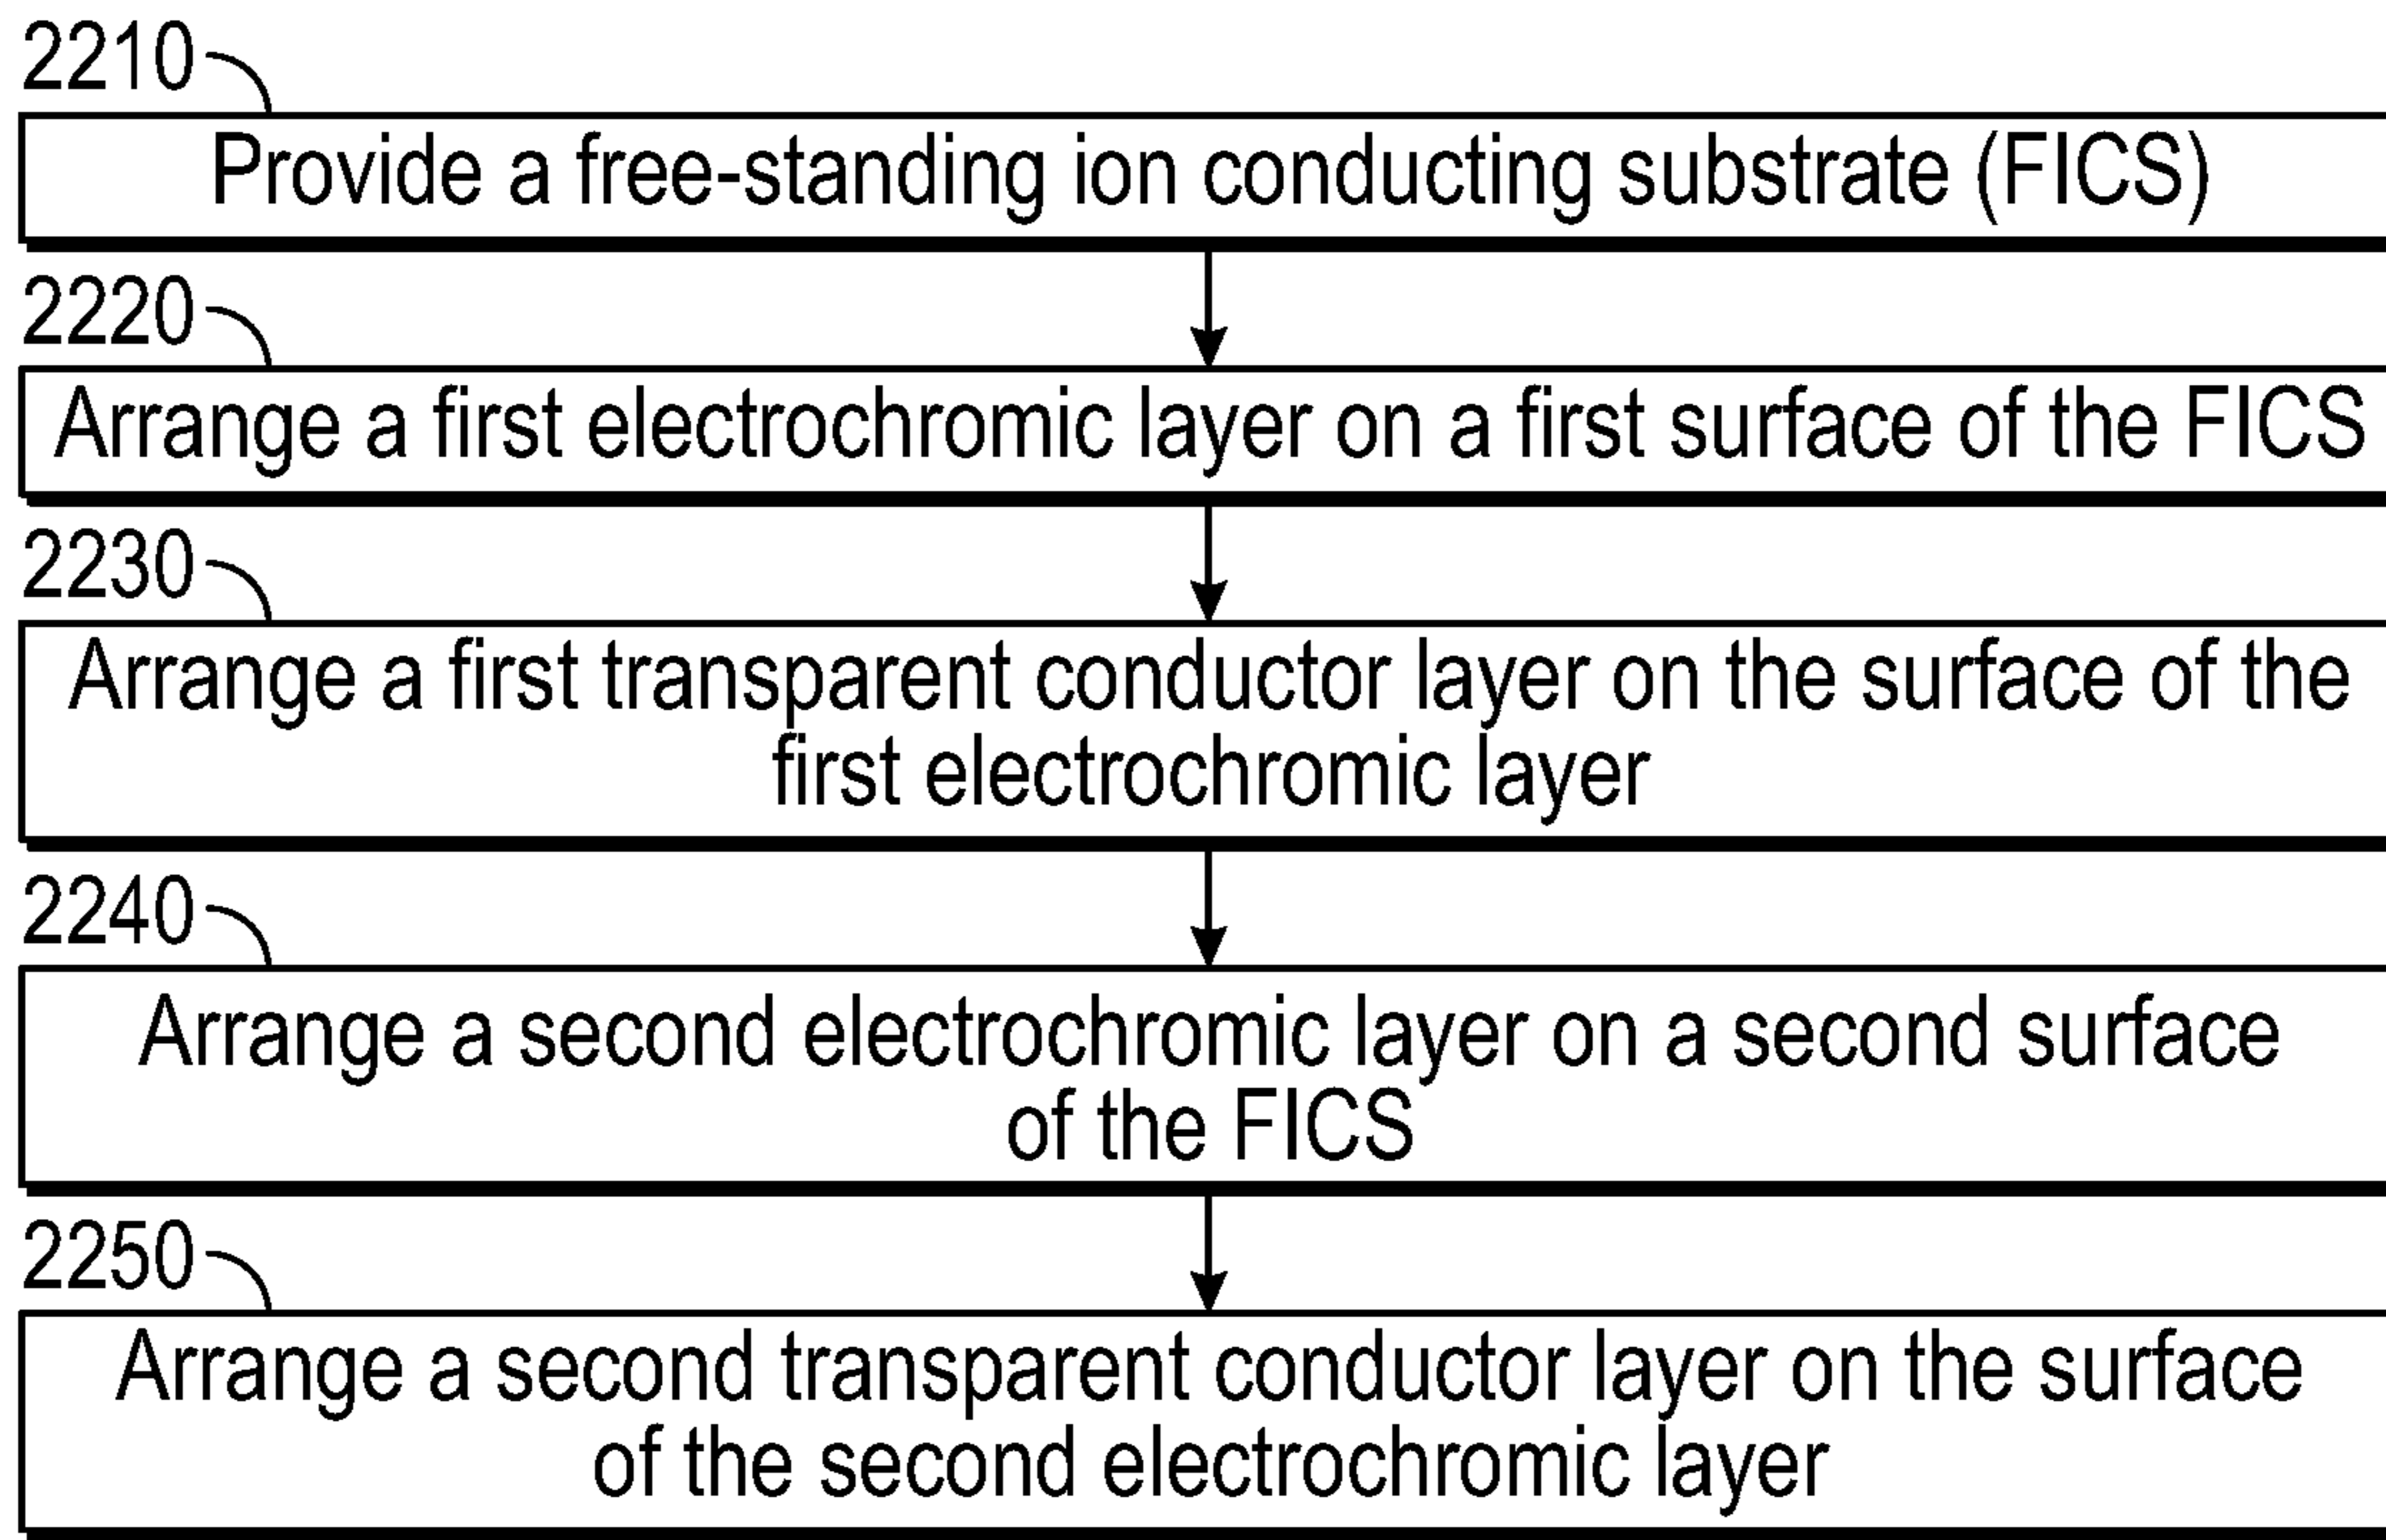 2210
Provide a free-standing ion conducting substrate (FICS)
2220
Arrange a first electrochromic layer on a first surface of the FICS
2230
Arrange a first transparent conductor layer on the surface of the
first electrochromic layer
2240
Arrange a second electrochromic layer on a second surface
of the FICS
2250
Arrange a second transparent conductor layer on the surface
of the second electrochromic layer